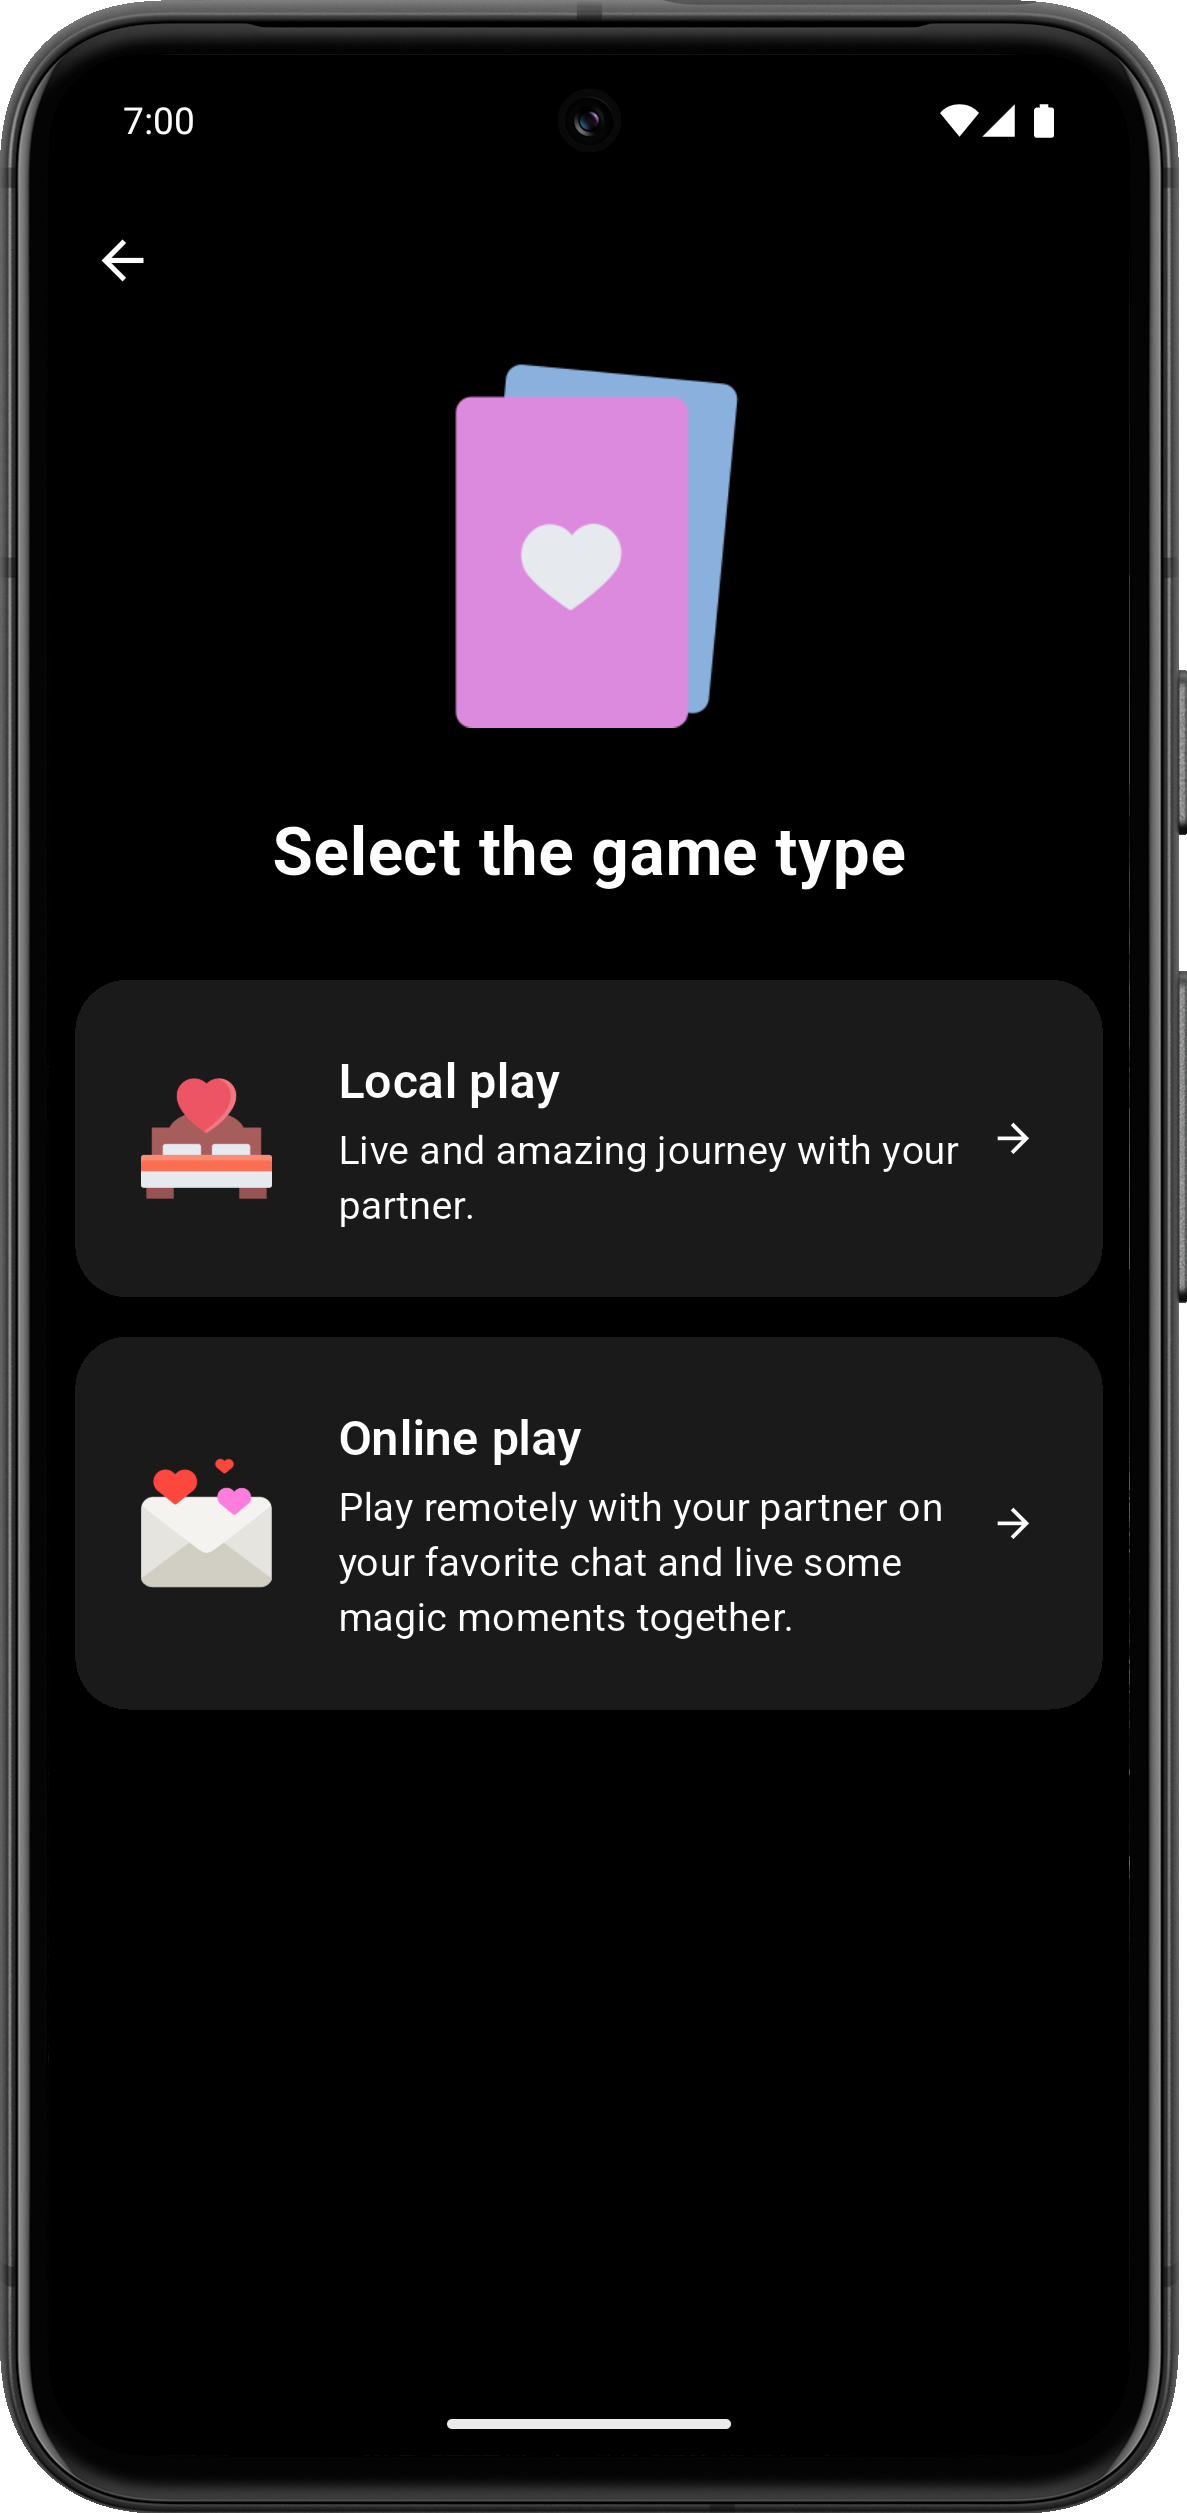 7:00
Select the game type
Local play
Live and amazing journey with your
partner.
Online play
Play remotely with your partner on
your favorite chat and live some
magic moments together.